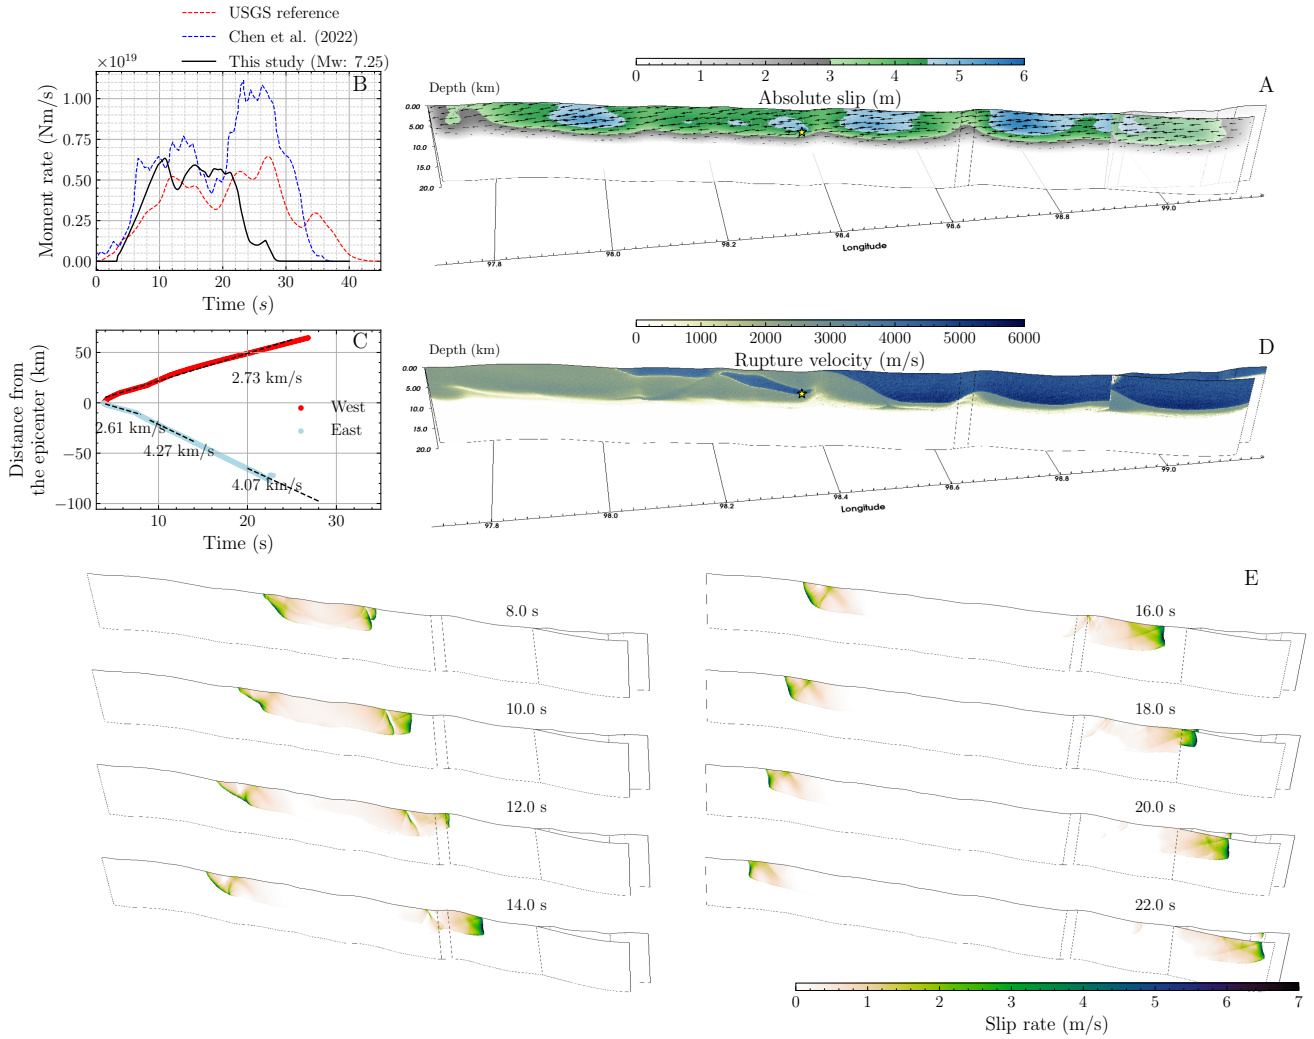 USGS reference
Chen et al. (2022)
This study (Mw: 7.25)
×10¹⁹
B
Moment rate (Nm/s)
1.00
0.75
0.50
0.25
0.00
0 10 20 30 40
Time (s)
A
0 1 2 3 4 5 6
Absolute slip (m)
Depth (km)
0.00
5.00
10.0
15.0
20.0
97.8 98.0 98.2 98.4 98.6 98.8 99.0
Longitude
C
Distance from
the epicenter (km)
50
0
−50
−100
2.73 km/s
West
East
2.61 km/s
4.27 km/s
4.07 km/s
10 20 30
Time (s)
D
0 1000 2000 3000 4000 5000 6000
Rupture velocity (m/s)
Depth (km)
0.00
5.00
10.0
15.0
20.0
97.8 98.0 98.2 98.4 98.6 98.8 99.0
Longitude
E
8.0 s
10.0 s
12.0 s
14.0 s
16.0 s
18.0 s
20.0 s
22.0 s
0 1 2 3 4 5 6 7
Slip rate (m/s)